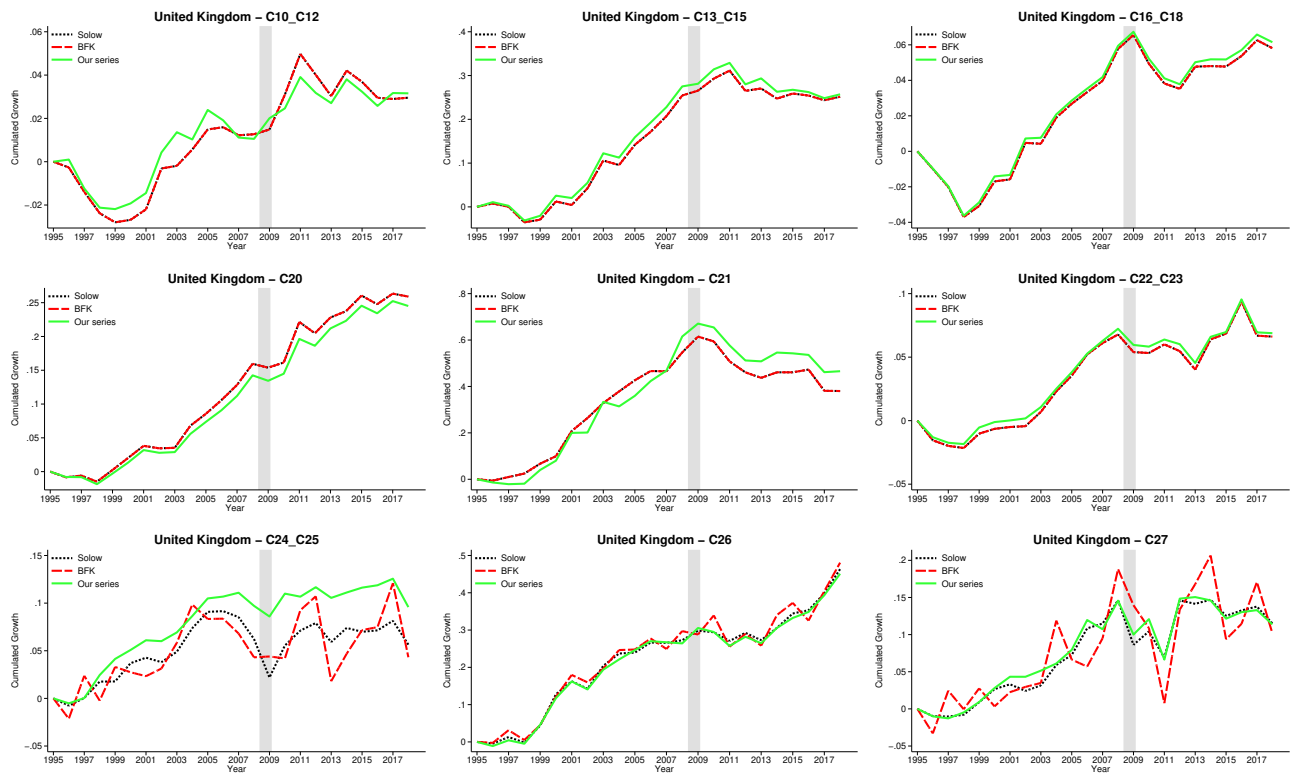 United Kingdom – C10_C12
Solow
BFK
Our series
Cumulated Growth
.06
.04
.02
0
−.02
1995 1997 1999 2001 2003 2005 2007 2009 2011 2013 2015 2017
Year
United Kingdom – C13_C15
Solow
BFK
Our series
Cumulated Growth
.4
.3
.2
.1
0
1995 1997 1999 2001 2003 2005 2007 2009 2011 2013 2015 2017
Year
United Kingdom – C16_C18
Solow
BFK
Our series
Cumulated Growth
.06
.04
.02
0
−.02
−.04
1995 1997 1999 2001 2003 2005 2007 2009 2011 2013 2015 2017
Year
United Kingdom – C20
Solow
BFK
Our series
Cumulated Growth
.25
.2
.15
.1
.05
0
1995 1997 1999 2001 2003 2005 2007 2009 2011 2013 2015 2017
Year
United Kingdom – C21
Solow
BFK
Our series
Cumulated Growth
.8
.6
.4
.2
0
1995 1997 1999 2001 2003 2005 2007 2009 2011 2013 2015 2017
Year
United Kingdom – C22_C23
Solow
BFK
Our series
Cumulated Growth
.1
.05
0
−.05
1995 1997 1999 2001 2003 2005 2007 2009 2011 2013 2015 2017
Year
United Kingdom – C24_C25
Solow
BFK
Our series
Cumulated Growth
.15
.1
.05
0
−.05
1995 1997 1999 2001 2003 2005 2007 2009 2011 2013 2015 2017
Year
United Kingdom – C26
Solow
BFK
Our series
Cumulated Growth
.5
.4
.3
.2
.1
0
1995 1997 1999 2001 2003 2005 2007 2009 2011 2013 2015 2017
Year
United Kingdom – C27
Solow
BFK
Our series
Cumulated Growth
.2
.15
.1
.05
0
−.05
1995 1997 1999 2001 2003 2005 2007 2009 2011 2013 2015 2017
Year